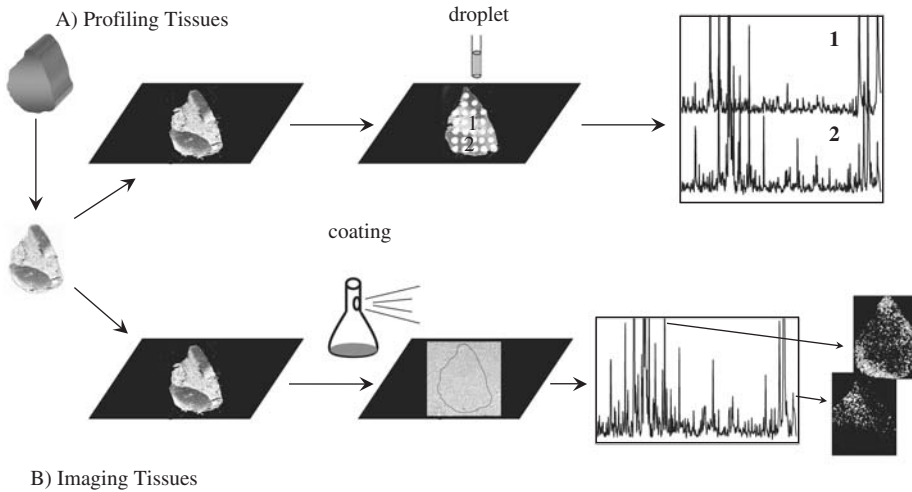 A) Profiling Tissues
droplet
1
2
1
2
coating
B) Imaging Tissues